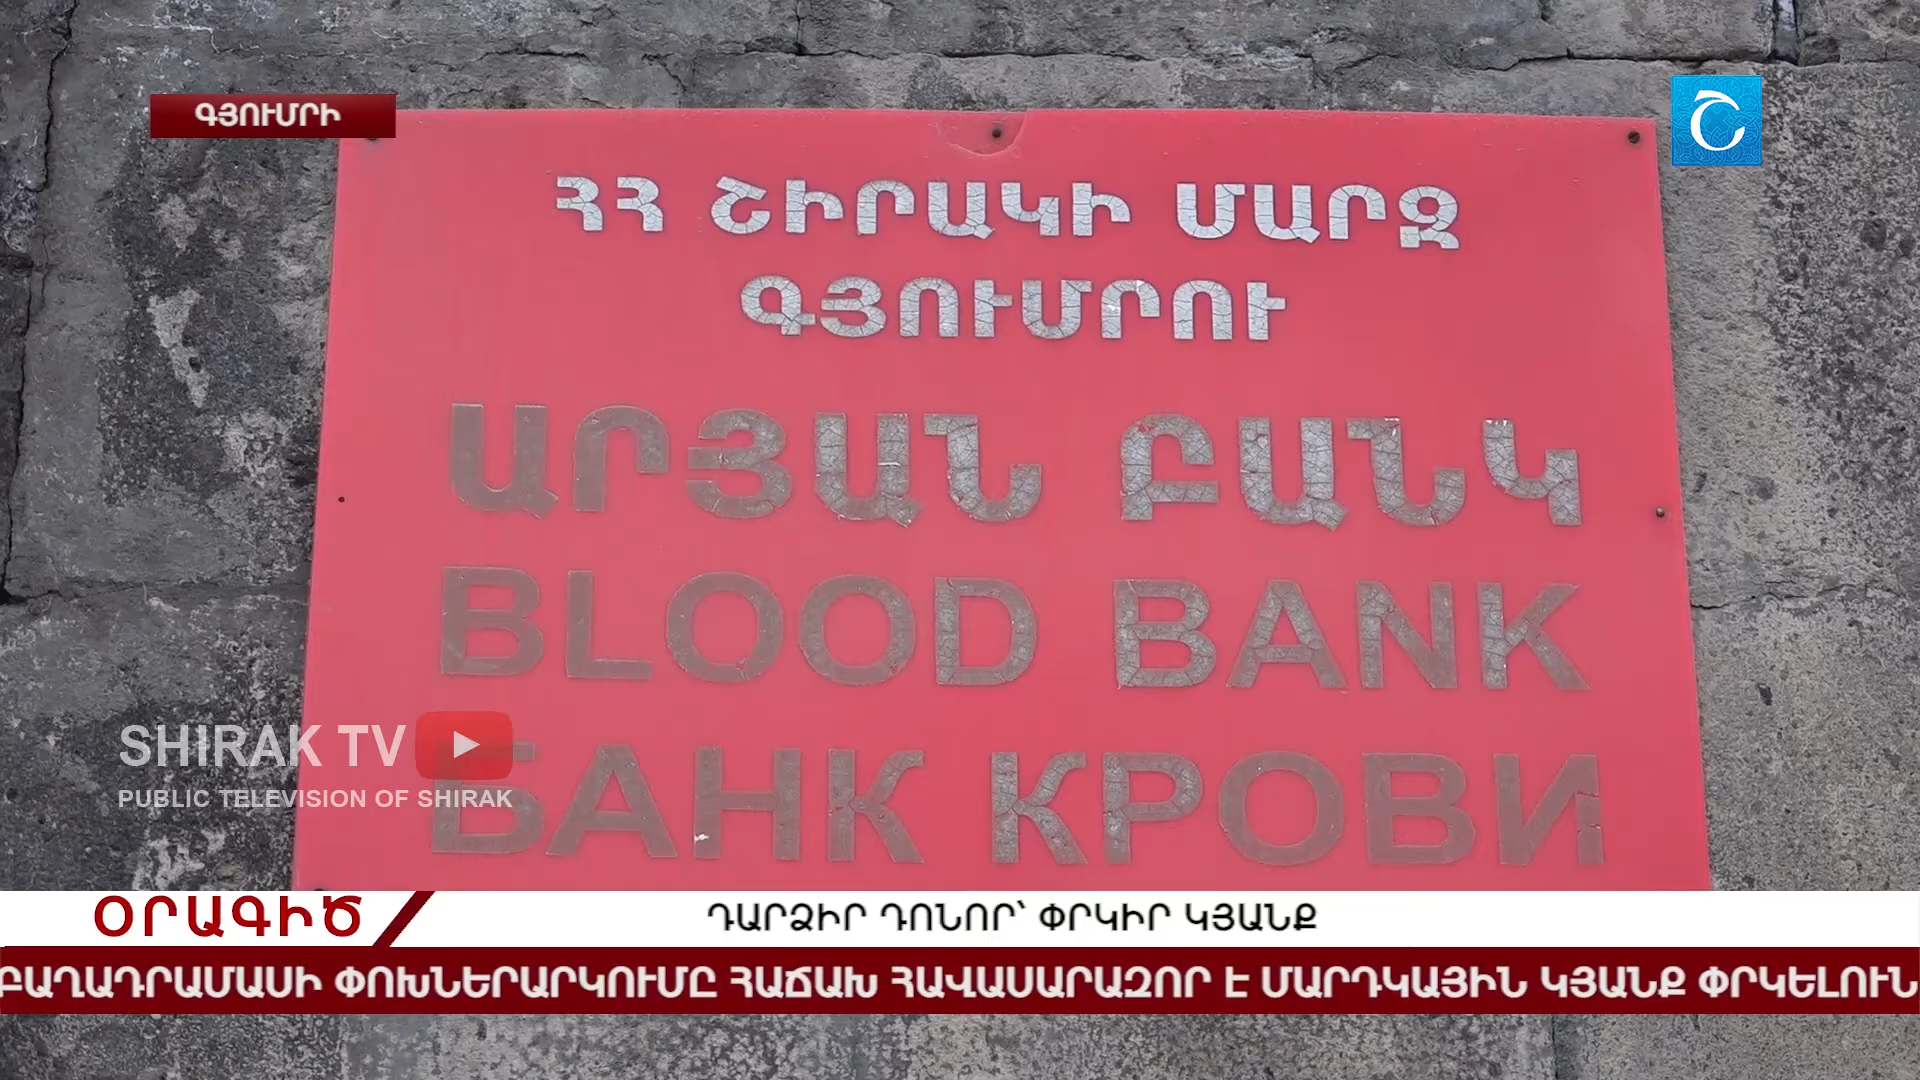 ԳՅՈՒՄՐԻ
ՀՀ ՇԻՐԱԿԻ ՄԱՐԶ
ԳՅՈՒՄՐՈՒ
ԱՐՅԱՆ ԲԱՆԿ
BLOOD BANK
БАНК КРОВИ
SHIRAK TV
PUBLIC TELEVISION OF SHIRAK
ՕՐԱԳԻԾ
ԴԱՐՁԻՐ ԴՈՆՈՐ՝ ՓՐԿԻՐ ԿՅԱՆՔ
ԲԱՂԱԴՐԱՄԱՍԻ ՓՈԽՆԵՐԱՐԿՈՒՄԸ ՀԱՃԱԽ ՀԱՎԱՍԱՐԱԶՈՐ Է ՄԱՐԴԿԱՅԻՆ ԿՅԱՆՔ ՓՐԿԵԼՈՒՆ